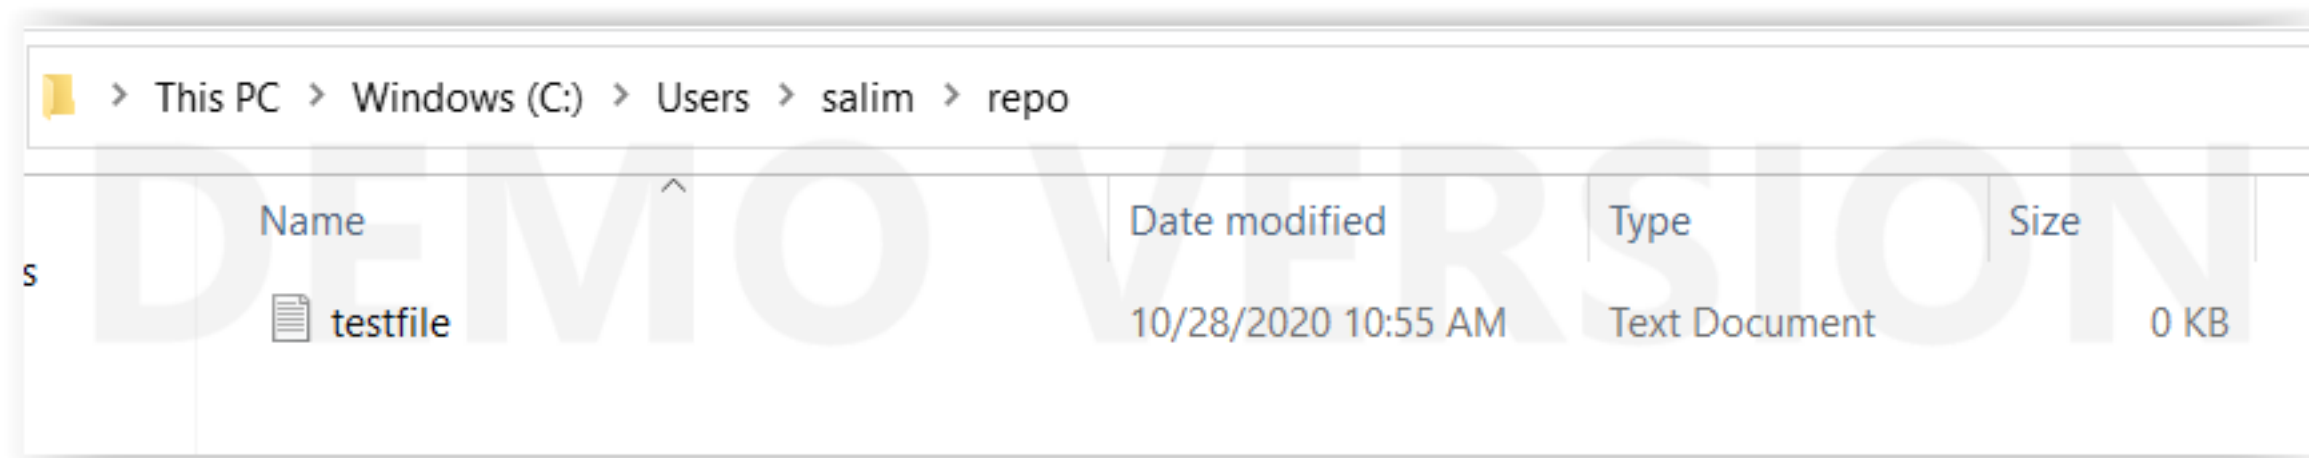 > This PC > Windows (C:) > Users > salim > repo
DEMO VERSION
Name Date modified Type Size
s
testfile 10/28/2020 10:55 AM Text Document 0 KB